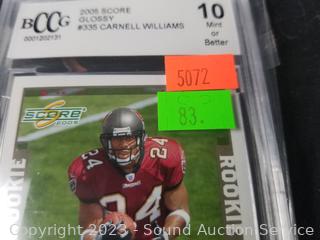 BCCG
0001202131
2005 SCORE
GLOSSY
#335 CARNELL WILLIAMS
10
Mint
or
Better
5072
83.
SCORE
2005
24
24
24
ROOKIE
ROOKIE
Copyright 2023 - Sound Auction Service